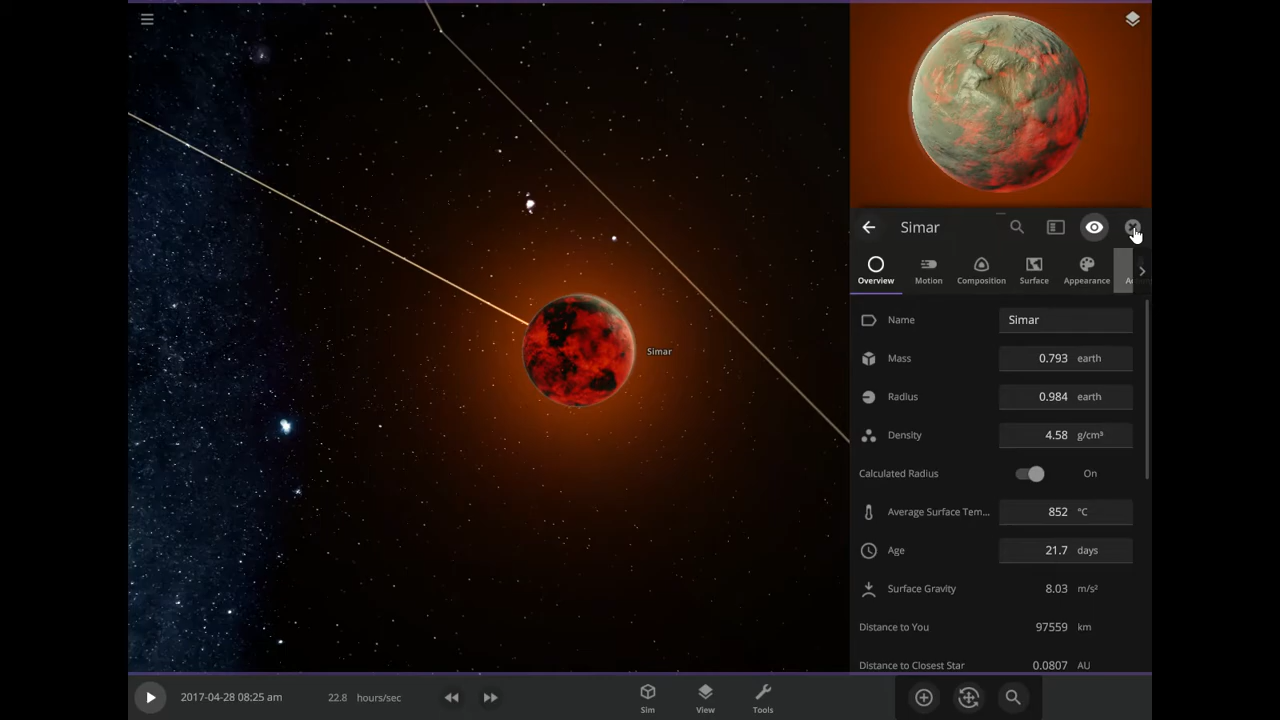 Simar
Overview
Motion
Composition
Surface
Appearance
Name
Simar
Mass
0.793 earth
Radius
0.984 earth
Density
4.58 g/cm³
Calculated Radius
On
Average Surface Tem...
852 °C
Age
21.7 days
Surface Gravity
8.03 m/s²
Distance to You
97559 km
Distance to Closest Star
0.0807 AU
Simar
2017-04-28 08:25 am
22.8 hours/sec
Sim
View
Tools